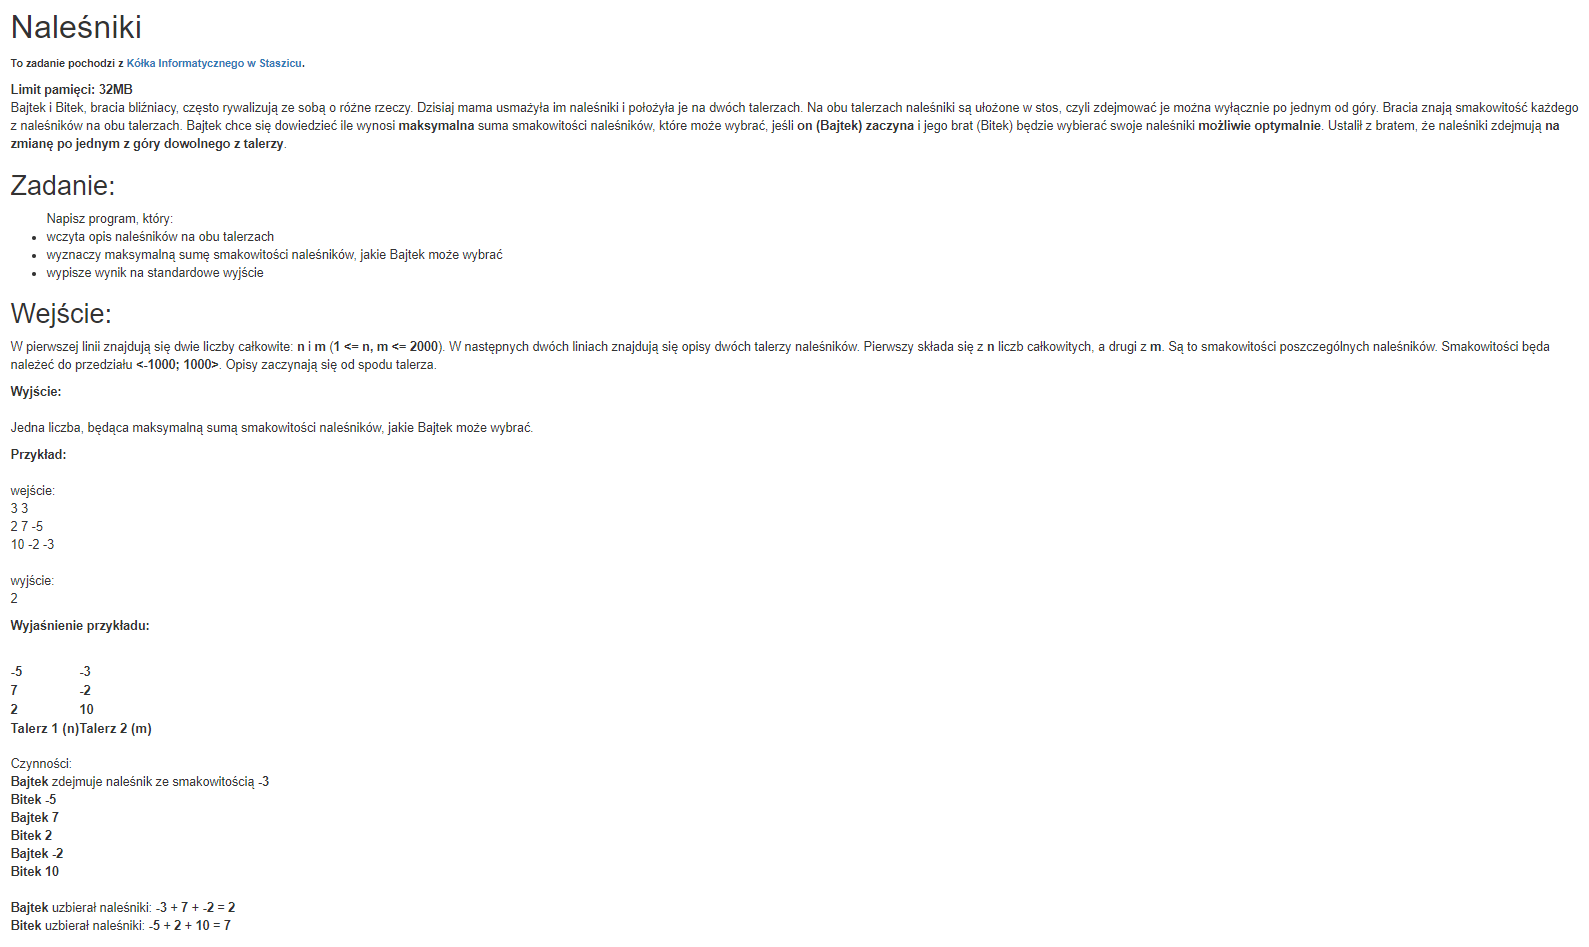 Naleśniki
To zadanie pochodzi z Kółka Informatycznego w Staszicu.
Limit pamięci: 32MB
Bajtek i Bitek, bracia bliźniacy, często rywalizują ze sobą o różne rzeczy. Dzisiaj mama usmażyła im naleśniki i położyła je na dwóch talerzach. Na obu talerzach naleśniki są ułożone w stos, czyli zdejmować je można wyłącznie po jednym od góry. Bracia znają smakowitość każdego
z naleśników na obu talerzach. Bajtek chce się dowiedzieć ile wynosi maksymalna suma smakowitości naleśników, które może wybrać, jeśli on (Bajtek) zaczyna i jego brat (Bitek) będzie wybierać swoje naleśniki możliwie optymalnie. Ustalił z bratem, że naleśniki zdejmują na
zmianę po jednym z góry dowolnego z talerzy.
Zadanie:
Napisz program, który:
• wczyta opis naleśników na obu talerzach
• wyznaczy maksymalną sumę smakowitości naleśników, jakie Bajtek może wybrać
• wypisze wynik na standardowe wyjście
Wejście:
W pierwszej linii znajdują się dwie liczby całkowite: n i m (1 <= n, m <= 2000). W następnych dwóch liniach znajdują się opisy dwóch talerzy naleśników. Pierwszy składa się z n liczb całkowitych, a drugi z m. Są to smakowitości poszczególnych naleśników. Smakowitości będa
należeć do przedziału <-1000; 1000>. Opisy zaczynają się od spodu talerza.
Wyjście:
Jedna liczba, będąca maksymalną sumą smakowitości naleśników, jakie Bajtek może wybrać.
Przykład:
wejście:
3 3
2 7 -5
10 -2 -3
wyjście:
2
Wyjaśnienie przykładu:
-5 -3
7 -2
2 10
Talerz 1 (n)Talerz 2 (m)
Czynności:
Bajtek zdejmuje naleśnik ze smakowitością -3
Bitek -5
Bajtek 7
Bitek 2
Bajtek -2
Bitek 10
Bajtek uzbierał naleśniki: -3 + 7 + -2 = 2
Bitek uzbierał naleśniki: -5 + 2 + 10 = 7